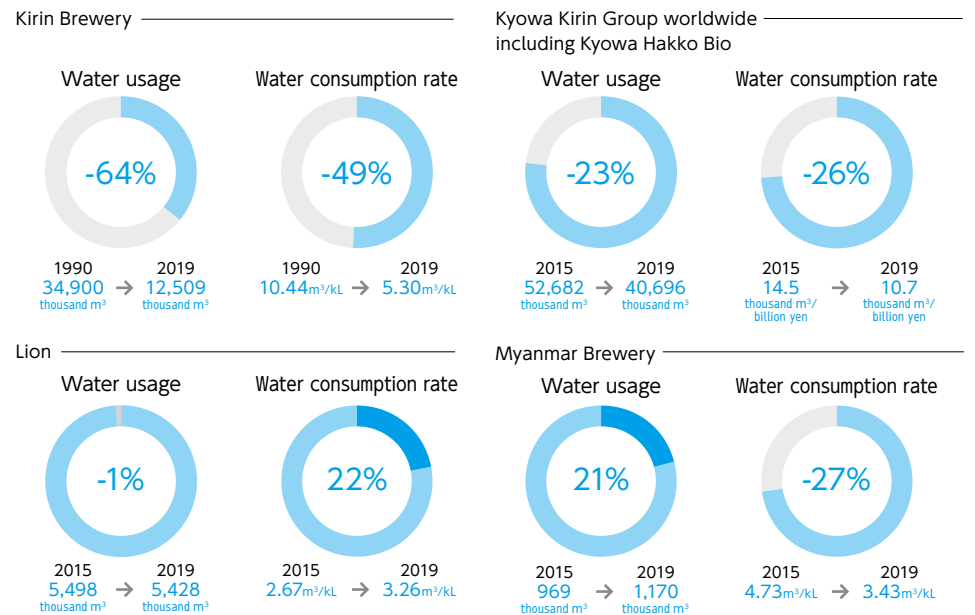 Kirin Brewery
Water usage
-64%
1990
34,900
thousand m³
→
2019
12,509
thousand m³
Water consumption rate
-49%
1990
10.44m³/kL
→
2019
5.30m³/kL
Kyowa Kirin Group worldwide
including Kyowa Hakko Bio
Water usage
-23%
2015
52,682
thousand m³
→
2019
40,696
thousand m³
Water consumption rate
-26%
2015
14.5
thousand m³/
billion yen
→
2019
10.7
thousand m³/
billion yen
Lion
Water usage
-1%
2015
5,498
thousand m³
→
2019
5,428
thousand m³
Water consumption rate
22%
2015
2.67m³/kL
→
2019
3.26m³/kL
Myanmar Brewery
Water usage
21%
2015
969
thousand m³
→
2019
1,170
thousand m³
Water consumption rate
-27%
2015
4.73m³/kL
→
2019
3.43m³/kL